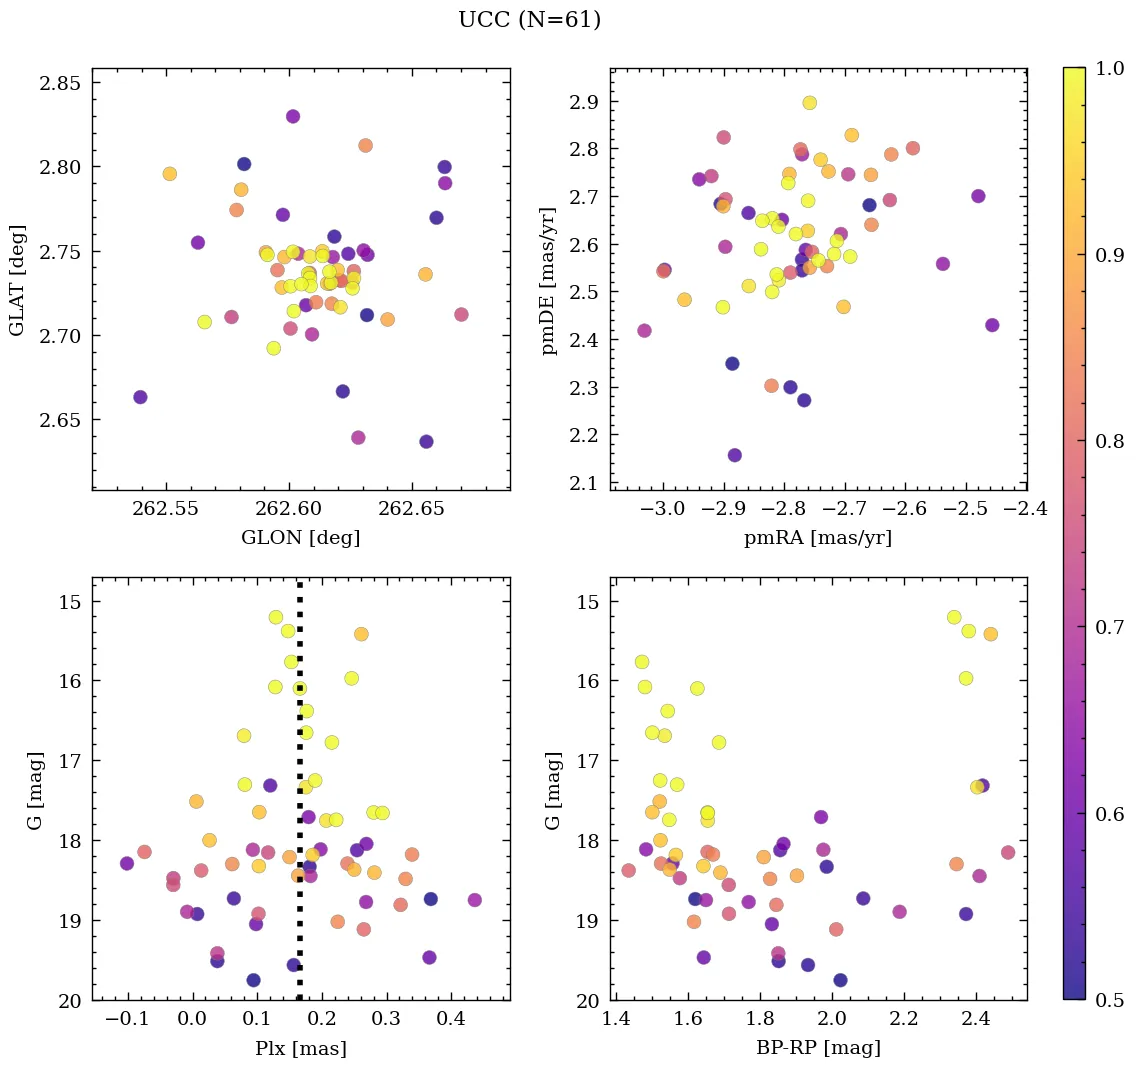 UCC (N=61)
2.85
2.80
2.75
2.70
2.65
GLAT [deg]
262.55 262.60 262.65
GLON [deg]
2.9
2.8
2.7
2.6
2.5
2.4
2.3
2.2
2.1
pmDE [mas/yr]
−3.0 −2.9 −2.8 −2.7 −2.6 −2.5 −2.4
pmRA [mas/yr]
15
16
17
18
19
20
G [mag]
−0.1 0.0 0.1 0.2 0.3 0.4
Plx [mas]
15
16
17
18
19
20
G [mag]
1.4 1.6 1.8 2.0 2.2 2.4
BP-RP [mag]
1.0
0.9
0.8
0.7
0.6
0.5